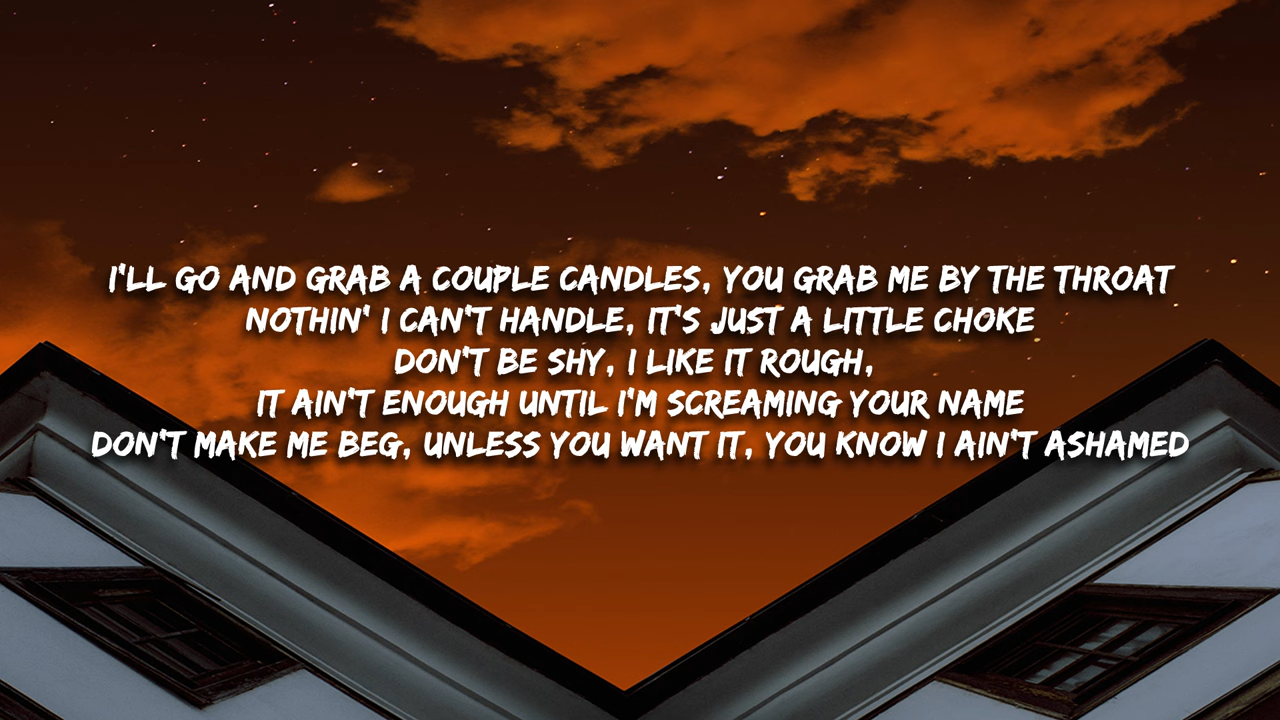 I'LL GO AND GRAB A COUPLE CANDLES, YOU GRAB ME BY THE THROAT
NOTHIN' I CAN'T HANDLE, IT'S JUST A LITTLE CHOKE
DON'T BE SHY, I LIKE IT ROUGH,
IT AIN'T ENOUGH UNTIL I'M SCREAMING YOUR NAME
DON'T MAKE ME BEG, UNLESS YOU WANT IT, YOU KNOW I AIN'T ASHAMED